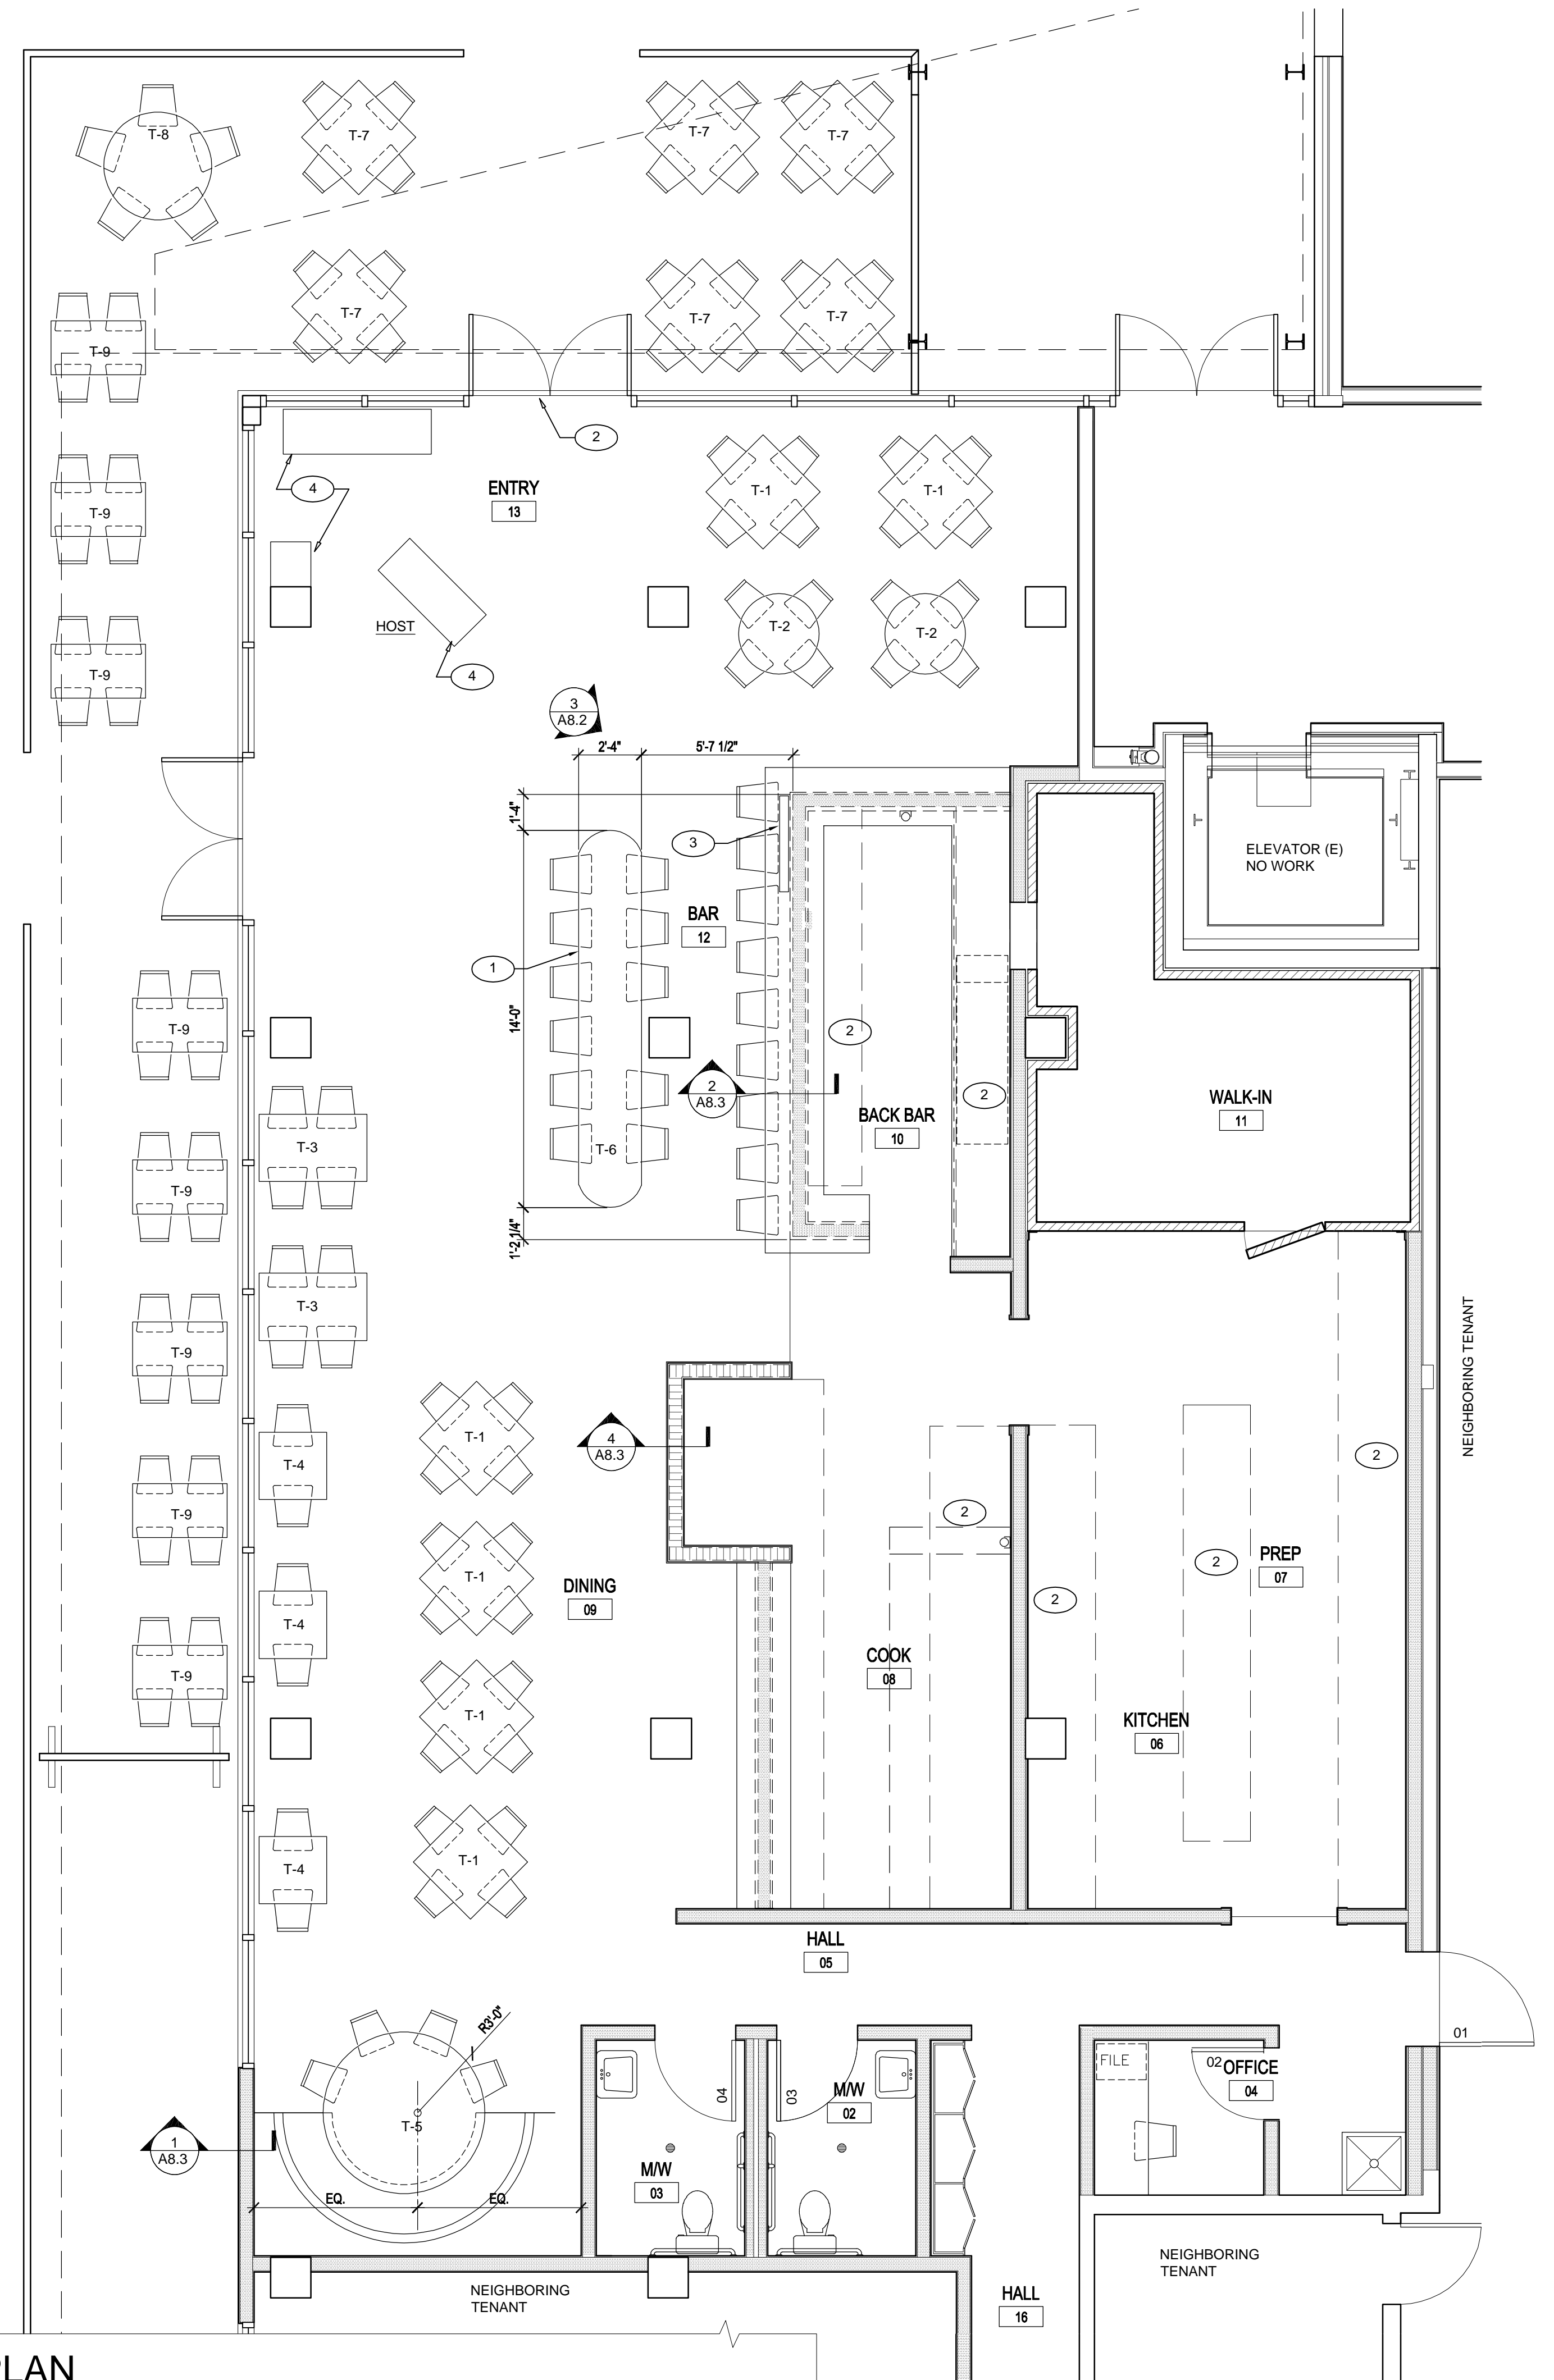 T-8
T-7
T-7
T-7
T-7
T-7
T-7
T-9
T-9
T-9
2
4
ENTRY
13
T-1
T-1
HOST
T-2
T-2
4
3
A8.2
2'-4"
5'-7 1/2"
1'-4"
3
ELEVATOR (E)
NO WORK
BAR
12
1
14'-0"
2
T-9
2
A8.3
2
BACK BAR
10
WALK-IN
11
T-3
T-6
T-9
1'-2 1/4"
T-3
T-9
NEIGHBORING TENANT
T-1
4
A8.3
T-4
2
T-9
2
T-1
DINING
09
2
2
PREP
07
T-4
COOK
08
T-9
T-1
KITCHEN
06
T-4
T-1
HALL
05
R3'-0"
01
FILE
02
OFFICE
04
04
03
M/W
02
T-5
1
A8.3
M/W
03
EQ.
EQ.
NEIGHBORING
TENANT
NEIGHBORING
TENANT
HALL
16
PLAN